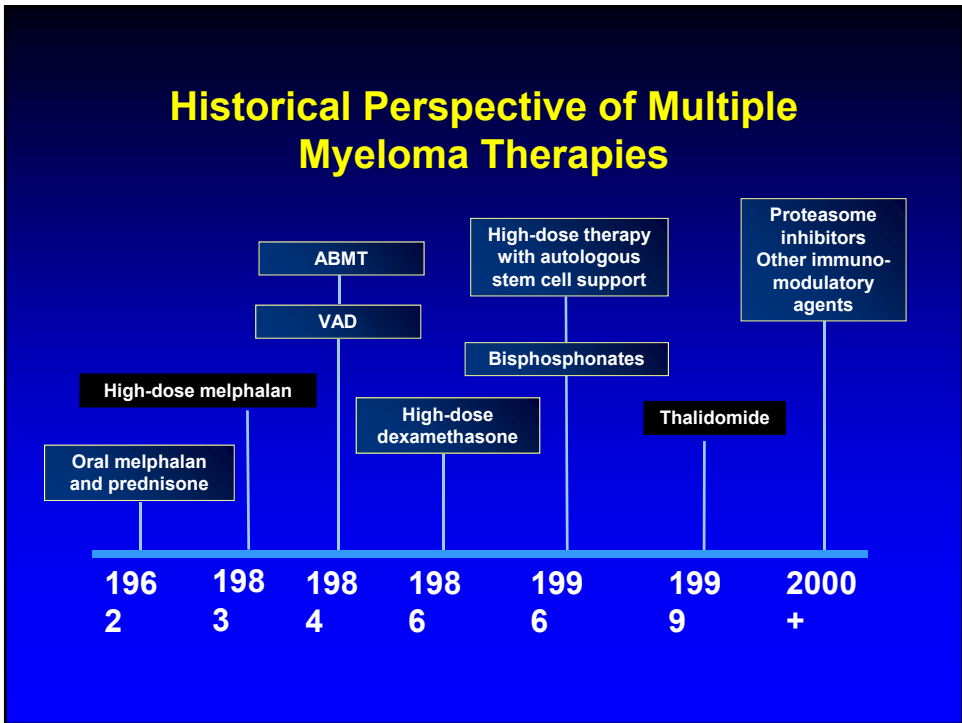 Historical Perspective of Multiple
Myeloma Therapies
Oral melphalan
and prednisone
High-dose melphalan
ABMT
VAD
High-dose
dexamethasone
High-dose therapy
with autologous
stem cell support
Bisphosphonates
Thalidomide
Proteasome
inhibitors
Other immuno-
modulatory
agents
196
2
198
3
198
4
198
6
199
6
199
9
2000
+